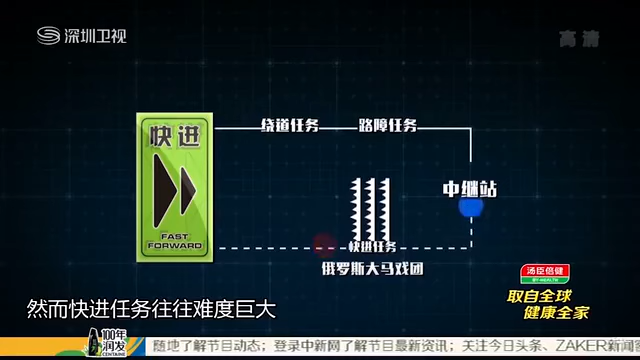 深圳卫视
高清
快进
FAST
FORWARD
绕道任务
路障任务
中继站
快进任务
俄罗斯大马戏团
汤臣倍健
BY-HEALTH
取自全球
健康全家
然而快进任务往往难度巨大
100年
润发
CENTAINE
随地了解节目动态；登录中新网了解节目最新资讯；关注今日头条、ZAKER新闻